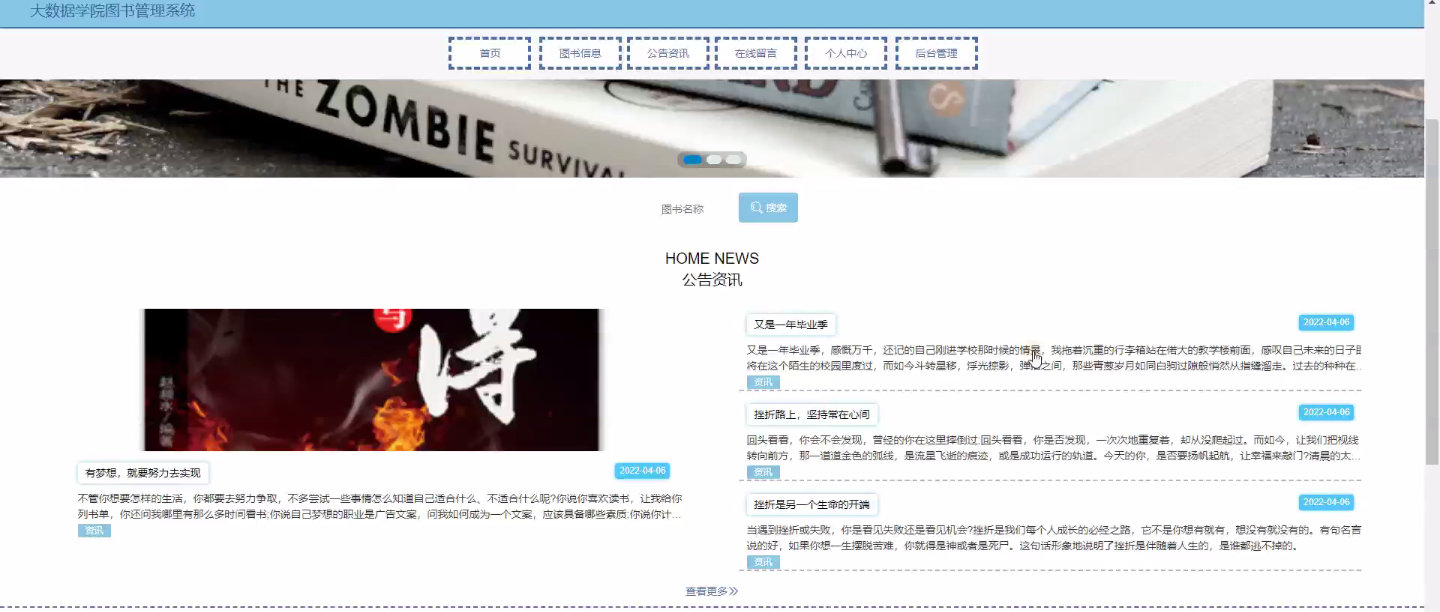 大数据学院图书管理系统
首页
图书信息
公告资讯
在线留言
个人中心
后台管理
THE ZOMBIE SURVIVAL
图书名称
搜索
HOME NEWS
公告资讯
与
得
赵颖水/编著
有梦想，就要努力去实现
2022-04-06
不管你想要怎样的生活，你都要去努力争取，不多尝试一些事情怎么知道自己适合什么、不适合什么呢?你说你喜欢读书，让我给你
列书单，你还问我哪里有那么多时间看书;你说自己梦想的职业是广告文案，问我如何成为一个文案，应该具备哪些素质;你说你计...
资讯
又是一年毕业季
2022-04-06
又是一年毕业季，感慨万千，还记的自己刚进学校那时候的情景，我拖着沉重的行李箱站在偌大的教学楼前面，感叹自己未来的日子即
将在这个陌生的校园里度过，而如今斗转星移，浮光掠影，弹指之间，那些青葱岁月如同白驹过隙般悄然从指缝溜走。过去的种种在...
资讯
挫折路上，坚持常在心间
2022-04-06
回头看看，你会不会发现，曾经的你在这里摔倒过;回头看看，你是否发现，一次次地重复着，却从没爬起过。而如今，让我们把视线
转向前方，那一道道金色的弧线，是流星飞逝的痕迹，或是成功运行的轨道。今天的你，是否要扬帆起航，让幸福来敲门?清晨的太...
资讯
挫折是另一个生命的开端
2022-04-06
当遇到挫折或失败，你是看见失败还是看见机会?挫折是我们每个人成长的必经之路，它不是你想有就有，想没有就没有的。有句名言
说的好，如果你想一生摆脱苦难，你就得是神或者是死尸。这句话形象地说明了挫折是伴随着人生的，是谁都逃不掉的。
资讯
查看更多